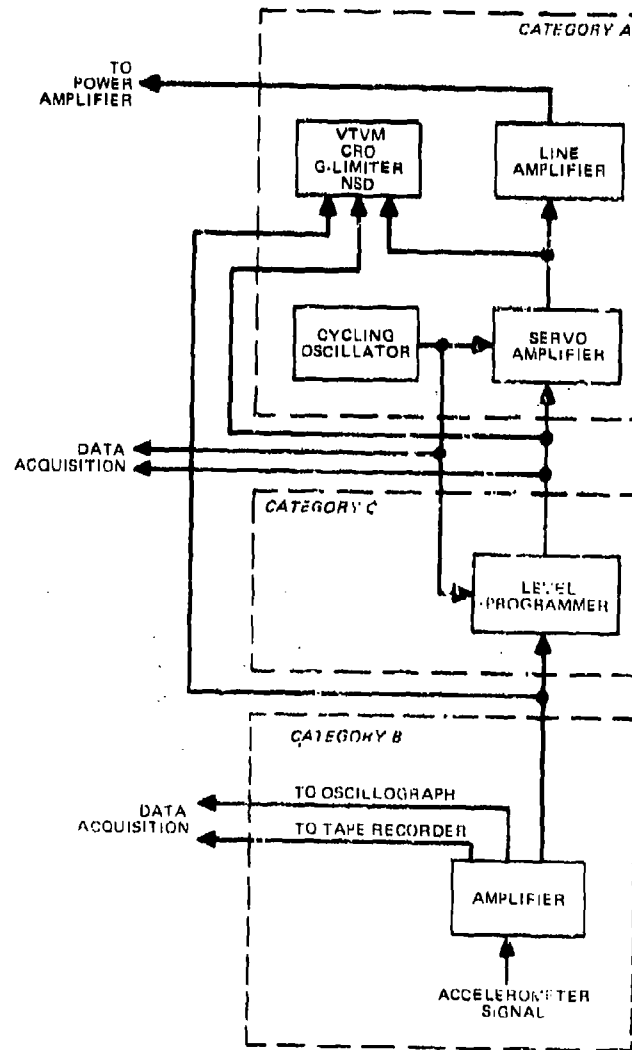 CATEGORY A
TO
POWER
AMPLIFIER
VTVM
CRO
G-LIMITER
NSD
LINE
AMPLIFIER
CYCLING
OSCILLATOR
SERVO
AMPLIFIER
DATA
ACQUISITION
CATEGORY C
LEVEL
PROGRAMMER
CATEGORY B
TO OSCILLOGRAPH
DATA
ACQUISITION
TO TAPE RECORDER
AMPLIFIER
ACCELEROMETER
SIGNAL